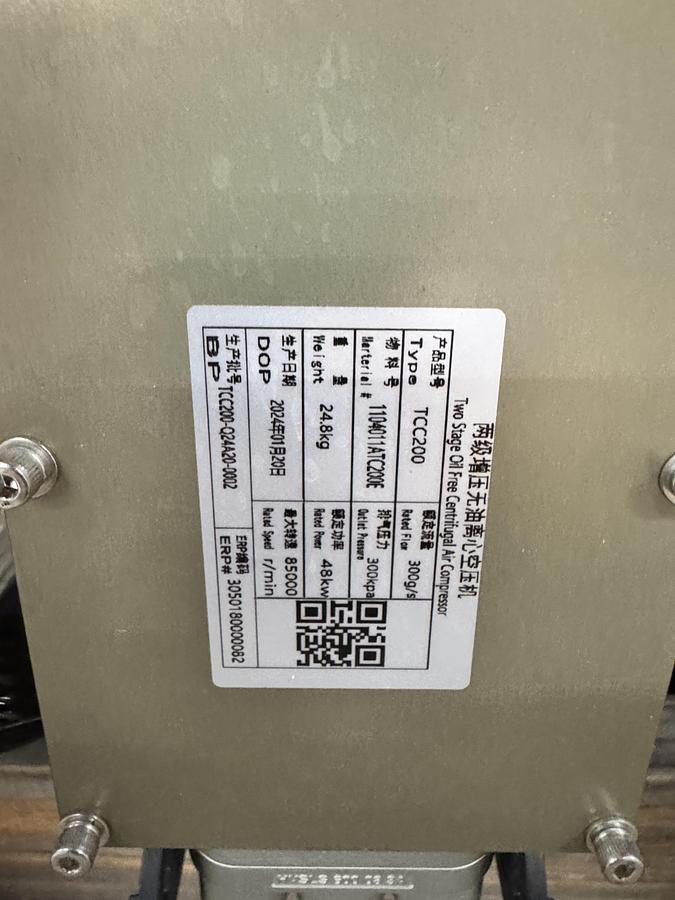 两级增压无油离心空压机
Two Stage Oil Free Centrifugal Air Compressor
产品型号 TCC200 额定流量 300g/s
Type Rated Flow
物料号 1104011ATC200E 排气压力 300kpa
Marterial # Outlet Pressure
重量 24.8kg 额定功率 48kw
Weight Rated Power
生产日期 2024年01月20日 最大转速 85000
DOP Rated Speed r/min
生产批号 TCC200-Q24A20-0002 ERP编码 3050180000082
BP ERP#